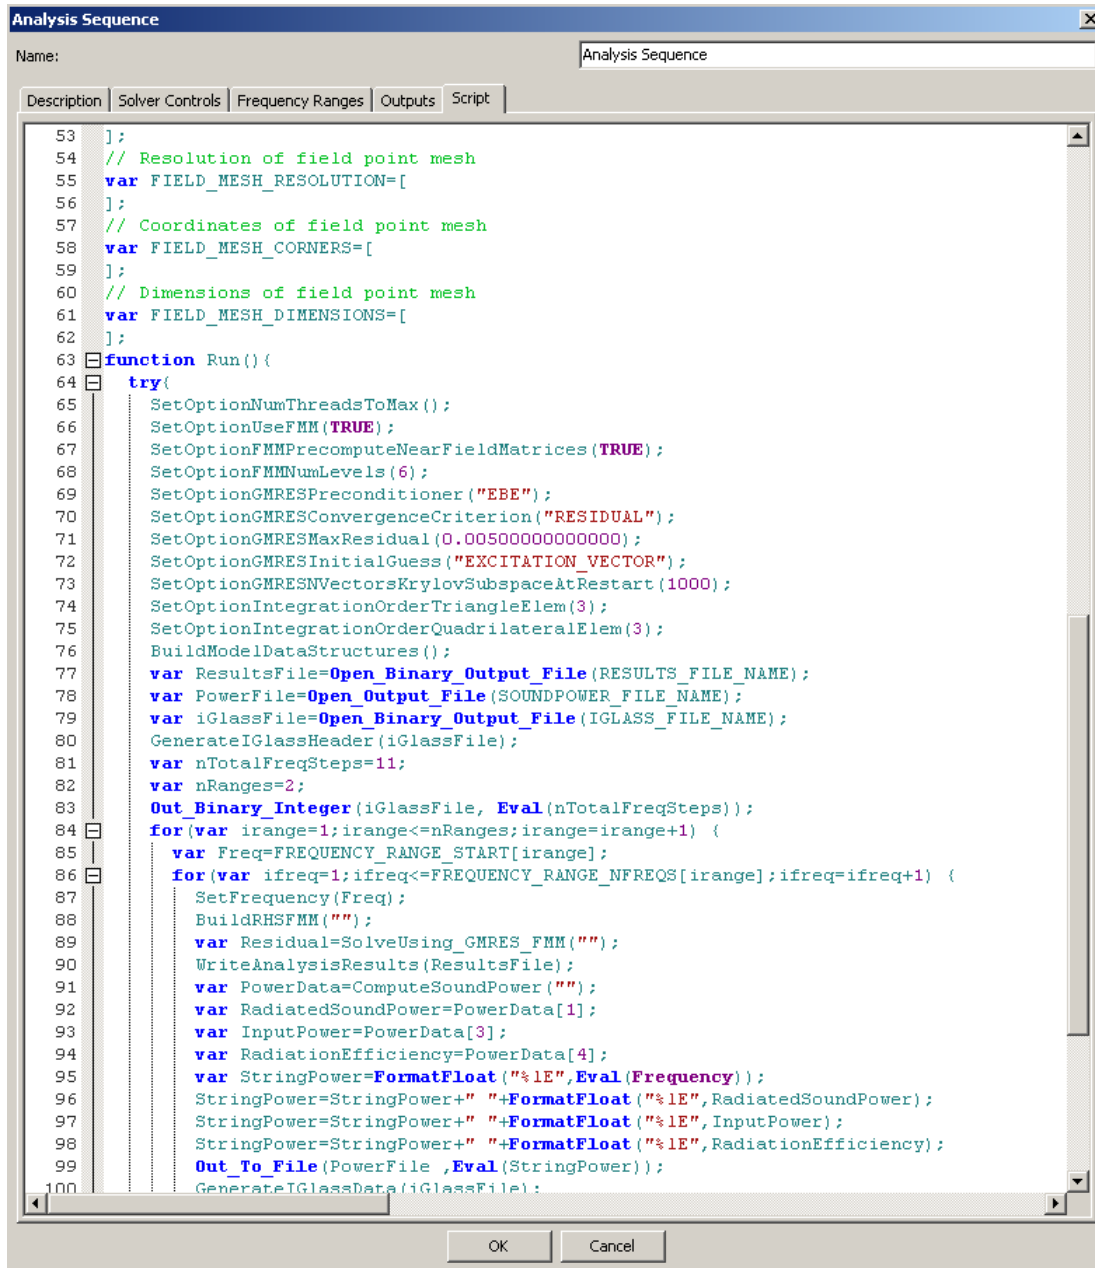 Analysis Sequence
Name:
Analysis Sequence
Description Solver Controls Frequency Ranges Outputs Script
53 ];
54 // Resolution of field point mesh
55 var FIELD_MESH_RESOLUTION=[
56 ];
57 // Coordinates of field point mesh
58 var FIELD_MESH_CORNERS=[
59 ];
60 // Dimensions of field point mesh
61 var FIELD_MESH_DIMENSIONS=[
62 ];
63 function Run(){
64 try{
65 SetOptionNumThreadsToMax();
66 SetOptionUseFMM(TRUE);
67 SetOptionFMMPrecomputeNearFieldMatrices(TRUE);
68 SetOptionFMMNumLevels(6);
69 SetOptionGMRESPreconditioner("EBE");
70 SetOptionGMRESConvergenceCriterion("RESIDUAL");
71 SetOptionGMRESMaxResidual(0.00500000000000);
72 SetOptionGMRESInitialGuess("EXCITATION_VECTOR");
73 SetOptionGMRESNVectorsKrylovSubspaceAtRestart(1000);
74 SetOptionIntegrationOrderTriangleElem(3);
75 SetOptionIntegrationOrderQuadrilateralElem(3);
76 BuildModelDataStructures();
77 var ResultsFile=Open_Binary_Output_File(RESULTS_FILE_NAME);
78 var PowerFile=Open_Output_File(SOUNDPOWER_FILE_NAME);
79 var iGlassFile=Open_Binary_Output_File(IGLASS_FILE_NAME);
80 GenerateIGlassHeader(iGlassFile);
81 var nTotalFreqSteps=11;
82 var nRanges=2;
83 Out_Binary_Integer(iGlassFile, Eval(nTotalFreqSteps));
84 for(var irange=1;irange<=nRanges;irange=irange+1) {
85 var Freq=FREQUENCY_RANGE_START[irange];
86 for(var ifreq=1;ifreq<=FREQUENCY_RANGE_NFREQS[irange];ifreq=ifreq+1) {
87 SetFrequency(Freq);
88 BuildRHSFMM("");
89 var Residual=SolveUsing_GMRES_FMM("");
90 WriteAnalysisResults(ResultsFile);
91 var PowerData=ComputeSoundPower("");
92 var RadiatedSoundPower=PowerData[1];
93 var InputPower=PowerData[3];
94 var RadiationEfficiency=PowerData[4];
95 var StringPower=FormatFloat("%lE",Eval(Frequency));
96 StringPower=StringPower+" "+FormatFloat("%lE",RadiatedSoundPower);
97 StringPower=StringPower+" "+FormatFloat("%lE",InputPower);
98 StringPower=StringPower+" "+FormatFloat("%lE",RadiationEfficiency);
99 Out_To_File(PowerFile ,Eval(StringPower));
100 GenerateIGlassData(iGlassFile);
OK Cancel